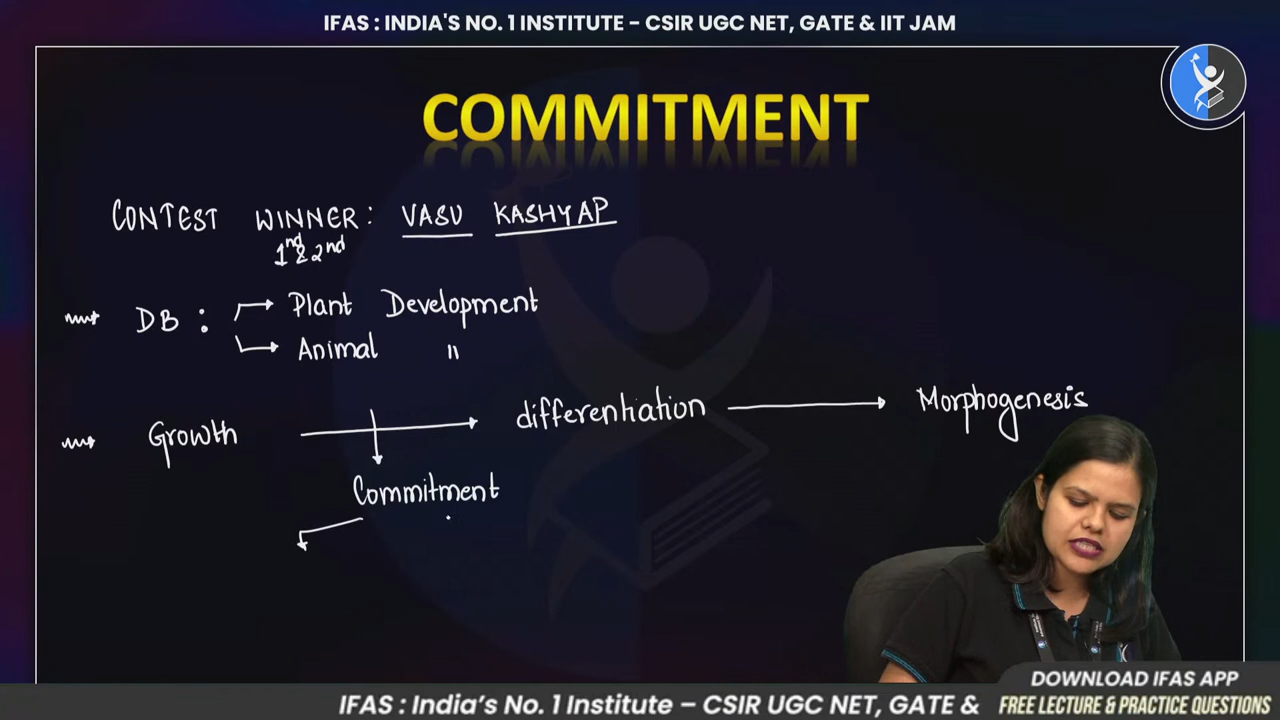 IFAS : INDIA'S NO. 1 INSTITUTE – CSIR UGC NET, GATE & IIT JAM
COMMITMENT
CONTEST WINNER : VASU KASHYAP
1nd & 2nd
DB : Plant Development
Animal "
Growth differentiation Morphogenesis
Commitment
DOWNLOAD IFAS APP
IFAS : India's No. 1 Institute – CSIR UGC NET, GATE & FREE LECTURE & PRACTICE QUESTIONS